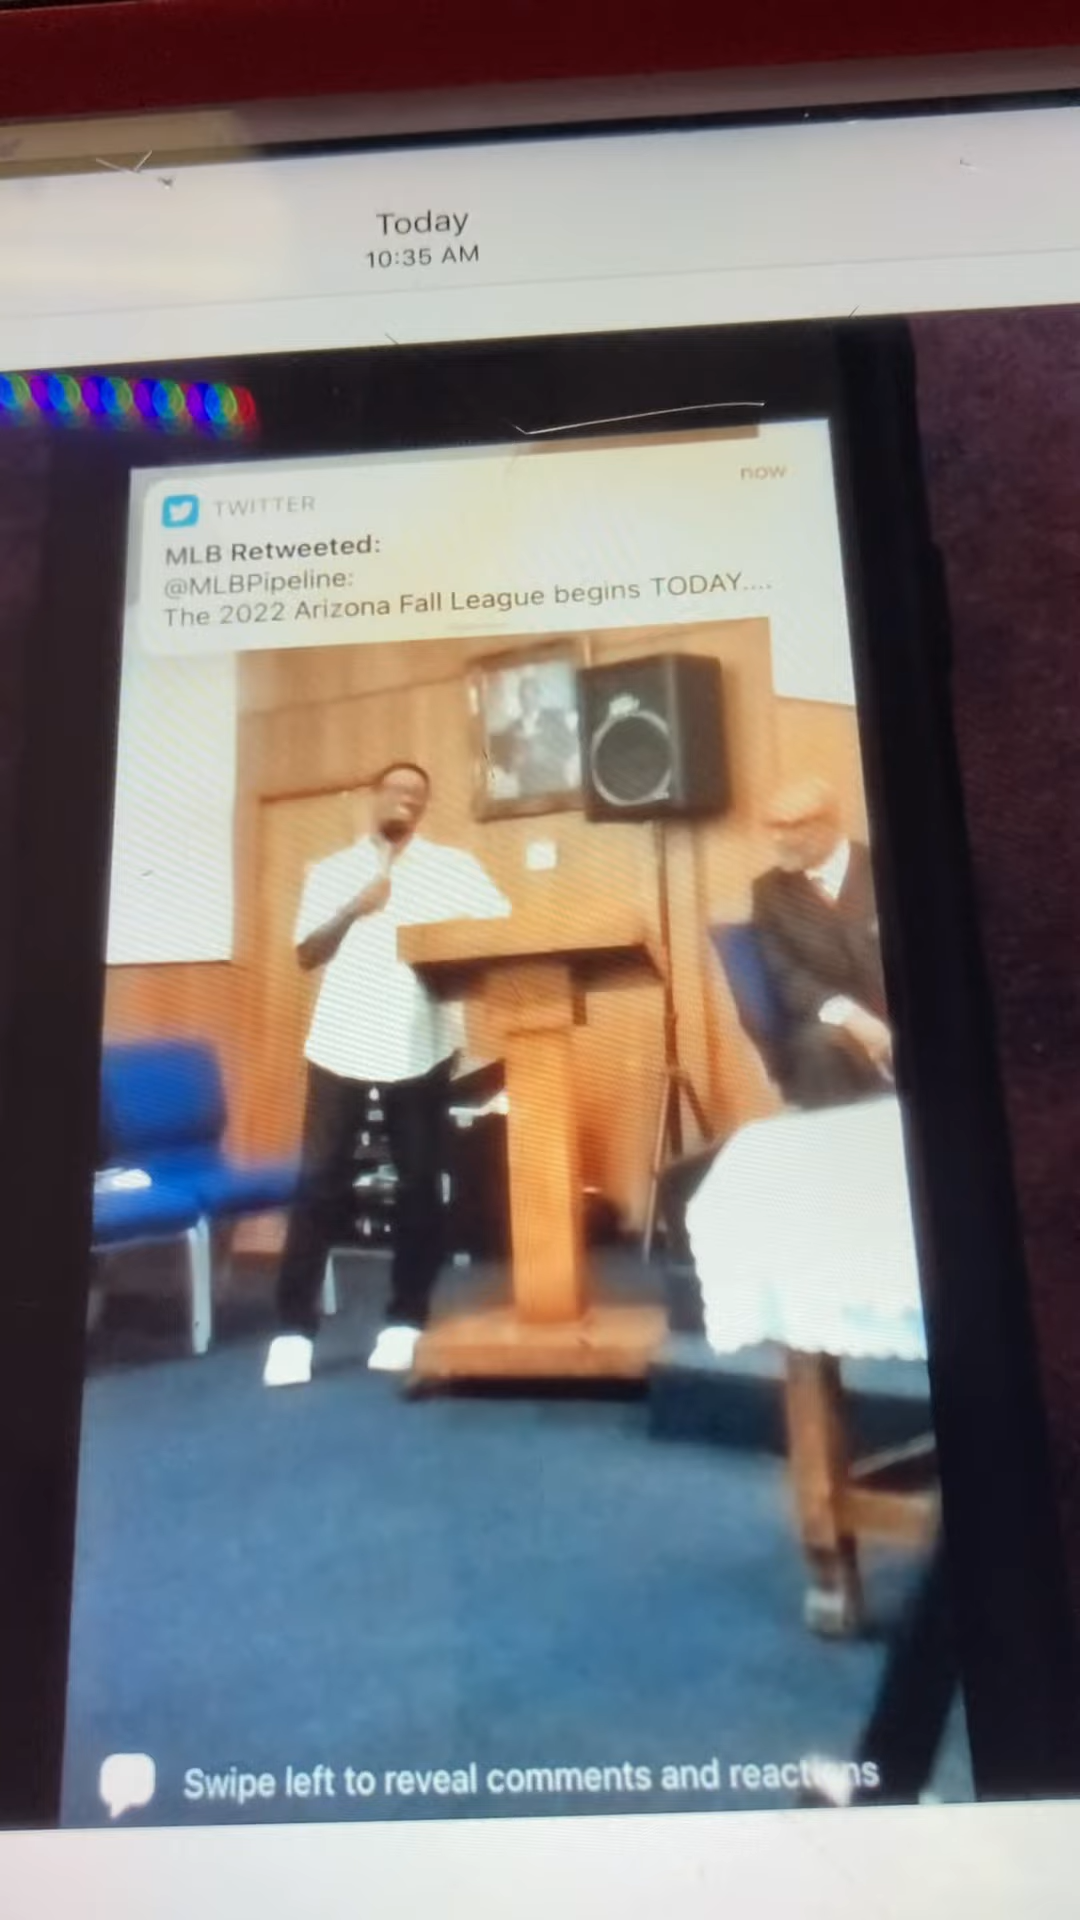 Today
10:35 AM
now
TWITTER
MLB Retweeted:
@MLBPipeline:
The 2022 Arizona Fall League begins TODAY....
Swipe left to reveal comments and reactions